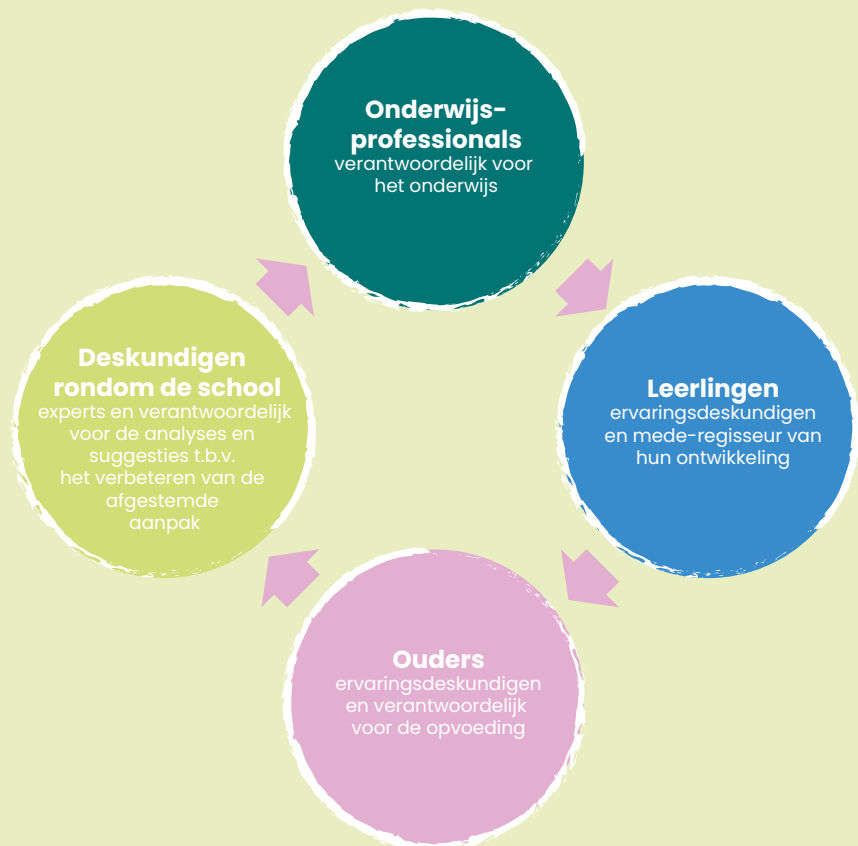 Onderwijs-
professionals
verantwoordelijk voor
het onderwijs
Leerlingen
ervaringsdeskundigen
en mede-regisseur van
hun ontwikkeling
Ouders
ervaringsdeskundigen
en verantwoordelijk
voor de opvoeding
Deskundigen
rondom de school
experts en verantwoordelijk
voor de analyses en
suggesties t.b.v.
het verbeteren van de
afgestemde
aanpak